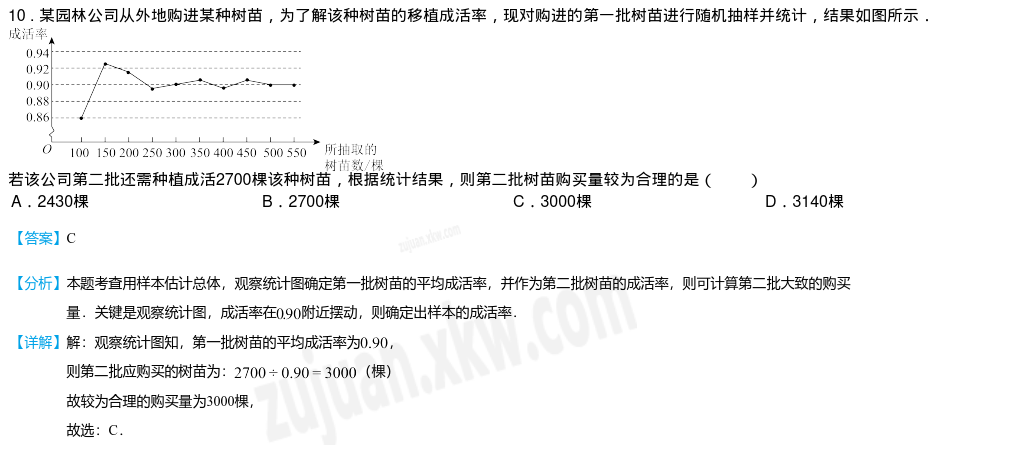 10．某园林公司从外地购进某种树苗，为了解该种树苗的移植成活率，现对购进的第一批树苗进行随机抽样并统计，结果如图所示．
成活率
0.94
0.92
0.90
0.88
0.86
O 100 150 200 250 300 350 400 450 500 550 所抽取的
树苗数/棵
若该公司第二批还需种植成活2700棵该种树苗，根据统计结果，则第二批树苗购买量较为合理的是（　　）
A．2430棵 B．2700棵 C．3000棵 D．3140棵
【答案】C
zujuan.xkw.com
【分析】本题考查用样本估计总体，观察统计图确定第一批树苗的平均成活率，并作为第二批树苗的成活率，则可计算第二批大致的购买
量．关键是观察统计图，成活率在0.90附近摆动，则确定出样本的成活率．
【详解】解：观察统计图知，第一批树苗的平均成活率为0.90，
则第二批应购买的树苗为：2700÷0.90=3000（棵）
故较为合理的购买量为3000棵，
故选：C．
zujuan.xkw.com